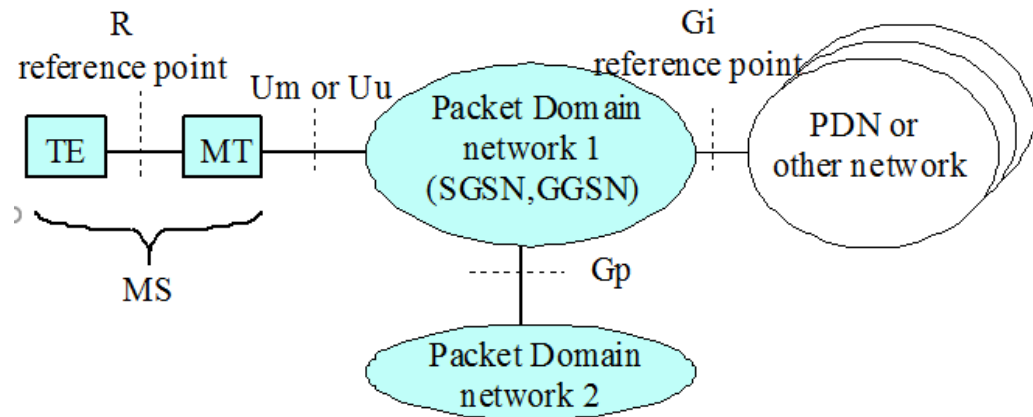 R
reference point
Um or Uu
Gi
reference point
TE
MT
Packet Domain
network 1
(SGSN,GGSN)
PDN or
other network
MS
Gp
Packet Domain
network 2